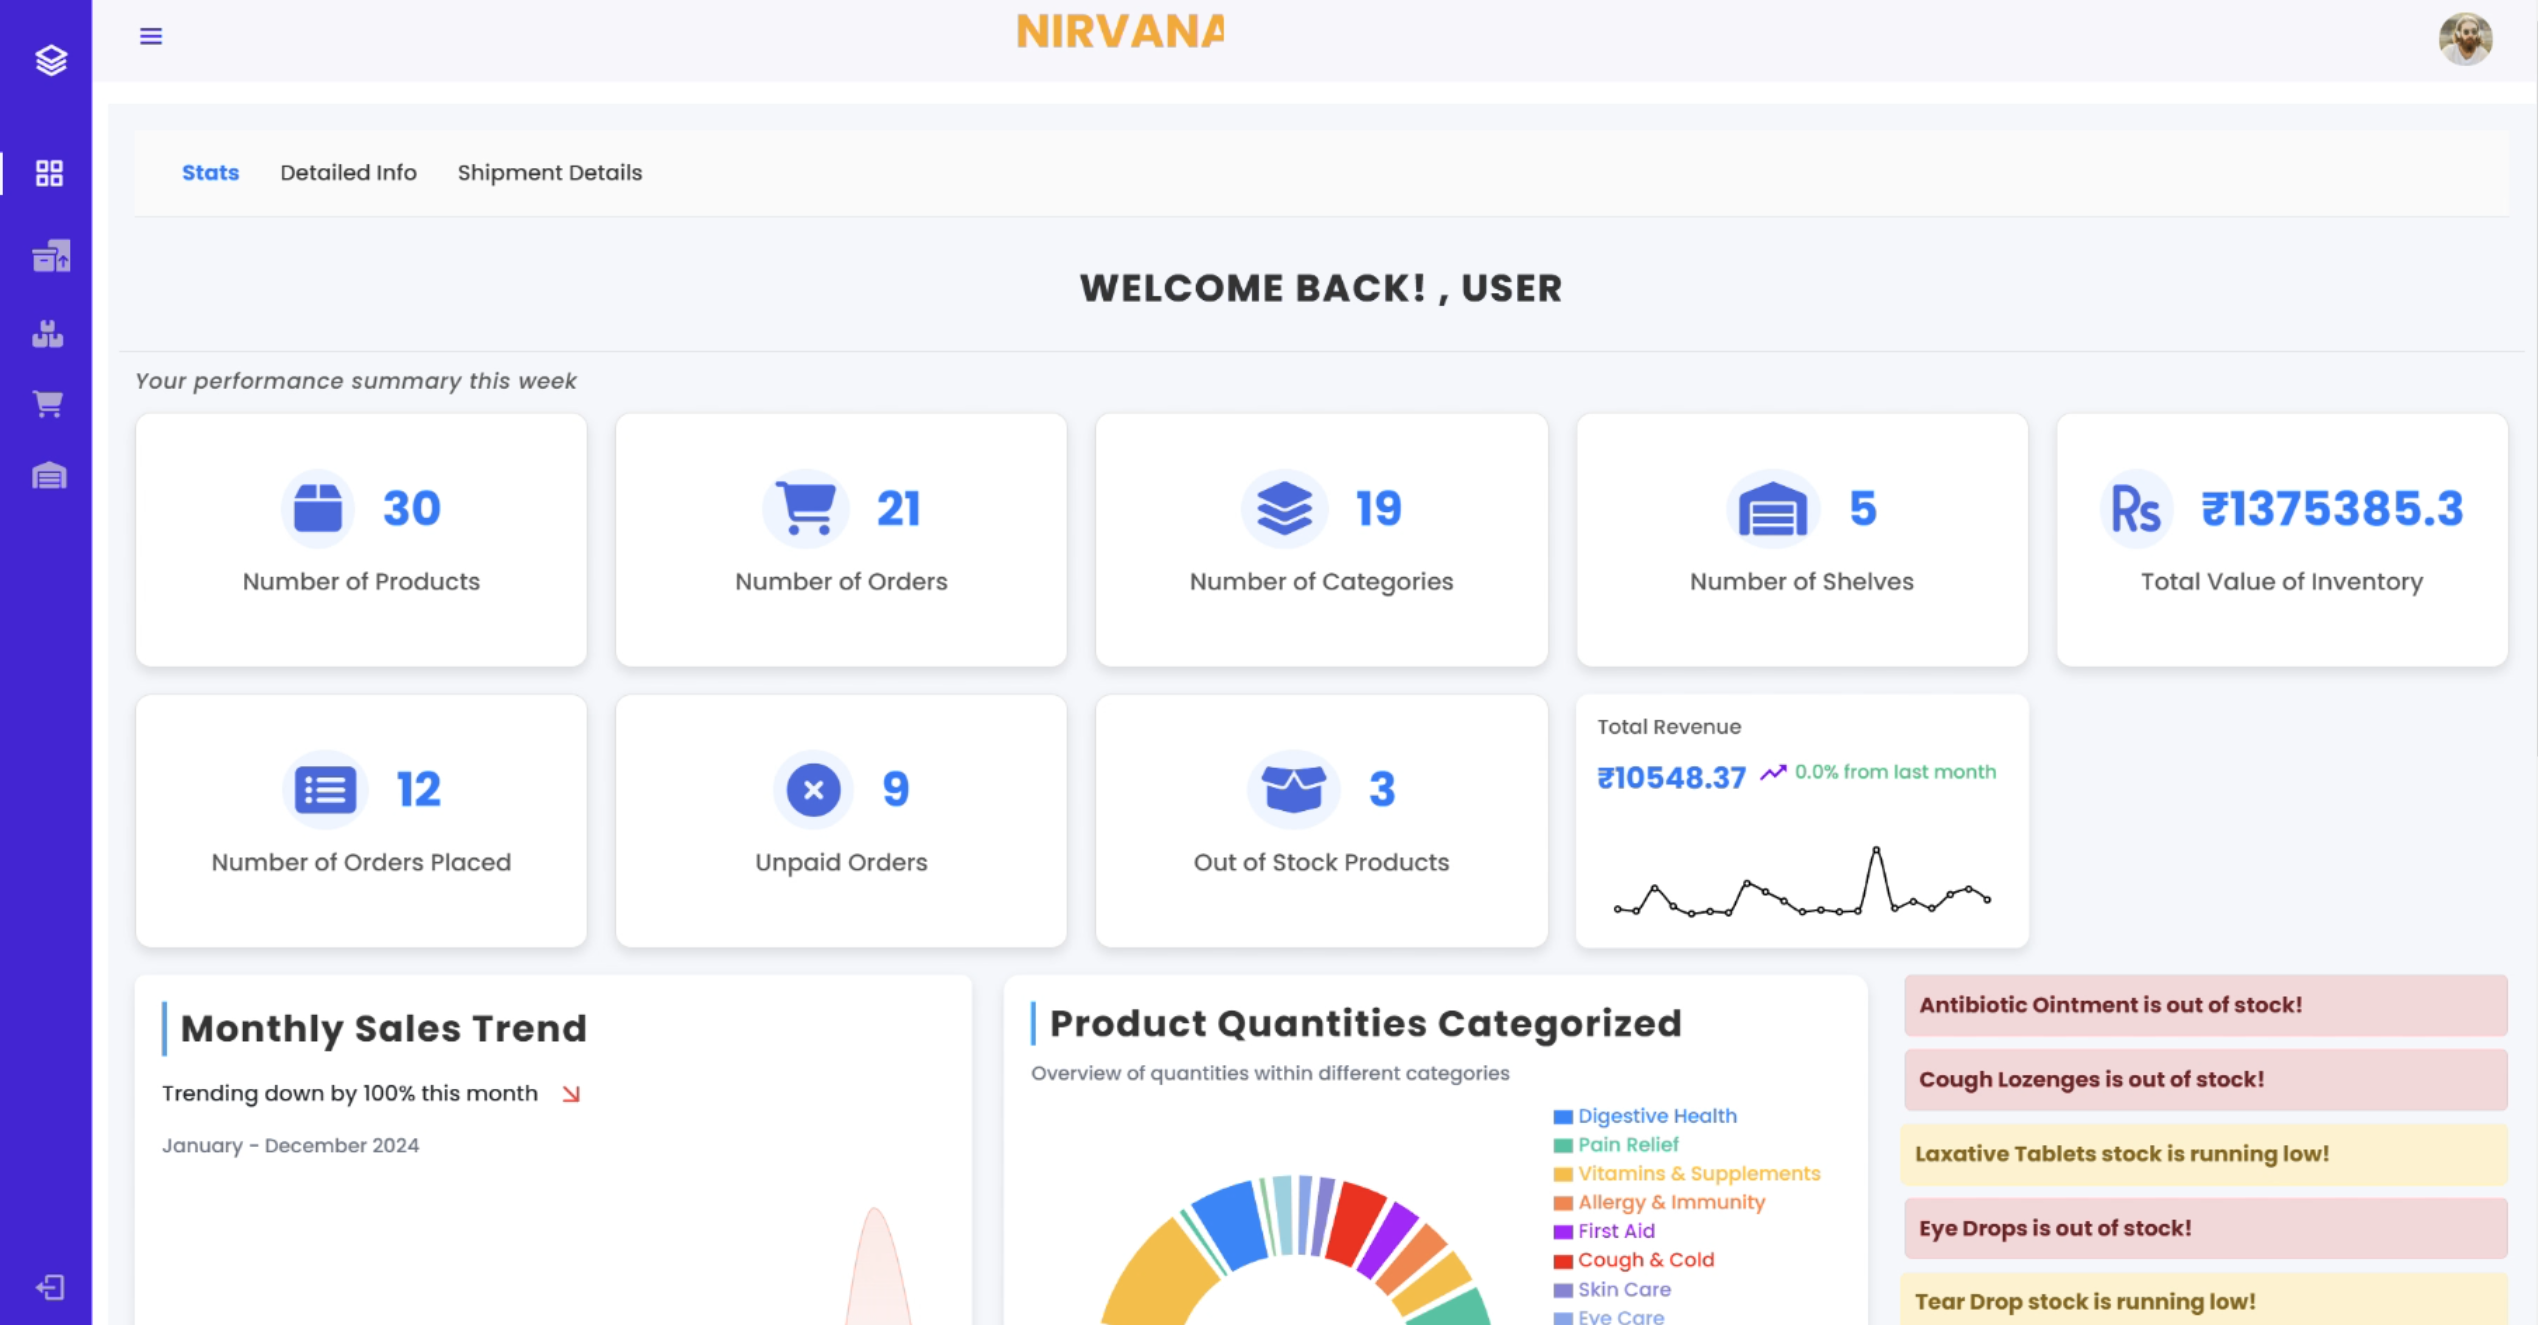 NIRVANA
Stats
Detailed Info
Shipment Details
WELCOME BACK! , USER
Your performance summary this week
30
Number of Products
21
Number of Orders
19
Number of Categories
5
Number of Shelves
Rs ₹1375385.3
Total Value of Inventory
12
Number of Orders Placed
9
Unpaid Orders
3
Out of Stock Products
Total Revenue
₹10548.37 0.0% from last month
Monthly Sales Trend
Trending down by 100% this month
January - December 2024
Product Quantities Categorized
Overview of quantities within different categories
Digestive Health
Pain Relief
Vitamins & Supplements
Allergy & Immunity
First Aid
Cough & Cold
Skin Care
Eye Care
Antibiotic Ointment is out of stock!
Cough Lozenges is out of stock!
Laxative Tablets stock is running low!
Eye Drops is out of stock!
Tear Drop stock is running low!